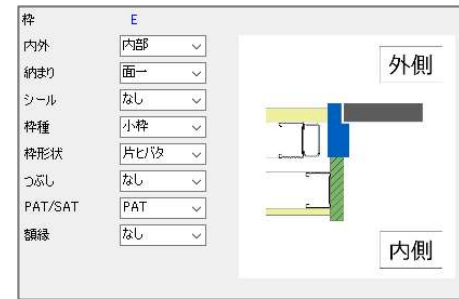 枠 E
内外 内部
納まり 面一
シール なし
枠種 小枠
枠形状 片ヒバタ
つぶし なし
PAT/SAT PAT
額縁 なし
外側
内側